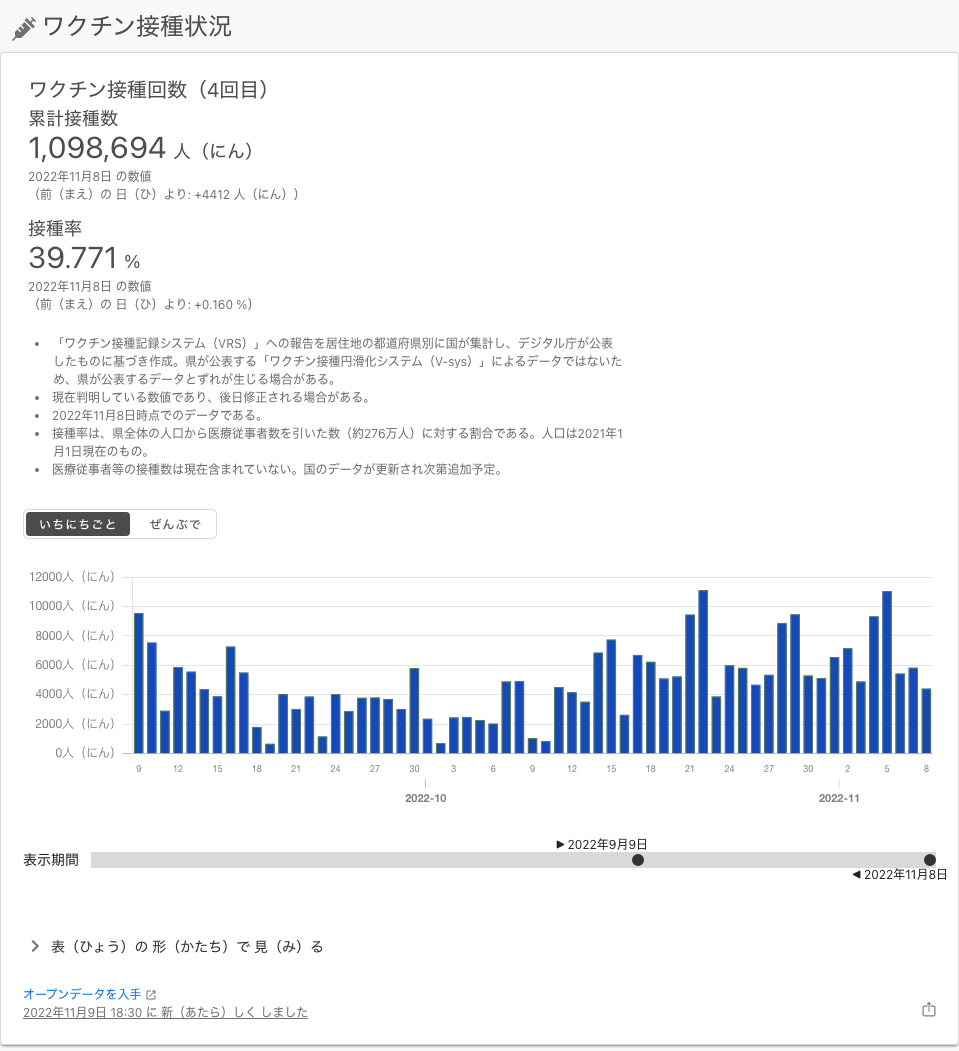 ワクチン接種状況
ワクチン接種回数（4回目）
累計接種数
1,098,694 人（にん）
2022年11月8日 の数値
（前（まえ）の 日（ひ）より: +4412 人（にん））
接種率
39.771 %
2022年11月8日 の数値
（前（まえ）の 日（ひ）より: +0.160 %）
• 「ワクチン接種記録システム（VRS）」への報告を居住地の都道府県別に国が集計し、デジタル庁が公表
したものに基づき作成。県が公表する「ワクチン接種円滑化システム（V-sys）」によるデータではないた
め、県が公表するデータとずれが生じる場合がある。
• 現在判明している数値であり、後日修正される場合がある。
• 2022年11月8日時点でのデータである。
• 接種率は、県全体の人口から医療従事者数を引いた数（約276万人）に対する割合である。人口は2021年1
月1日現在のもの。
• 医療従事者等の接種数は現在含まれていない。国のデータが更新され次第追加予定。
いちにちごと ぜんぶで
12000人（にん）
10000人（にん）
8000人（にん）
6000人（にん）
4000人（にん）
2000人（にん）
0人（にん）
9 12 15 18 21 24 27 30 3 6 9 12 15 18 21 24 27 30 2 5 8
2022-10 2022-11
▶ 2022年9月9日
表示期間
◀ 2022年11月8日
表（ひょう）の 形（かたち）で 見（み）る
オープンデータを入手
2022年11月9日 18:30 に 新（あたら）しく しました